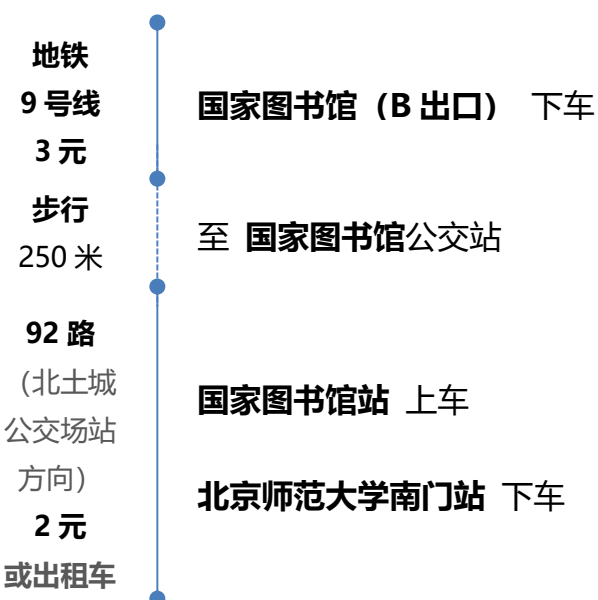 地铁
9 号线
3 元
国家图书馆（B 出口） 下车
步行
250 米
至 国家图书馆公交站
92 路
（北土城
公交场站
方向）
2 元
或出租车
国家图书馆站 上车
北京师范大学南门站 下车